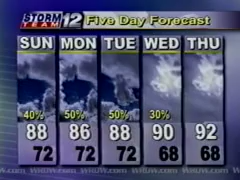 STORM TEAM 12 Five Day Forecast
SUN MON TUE WED THU
40% 50% 50% 30%
88 86 88 90 92
72 72 72 68 68